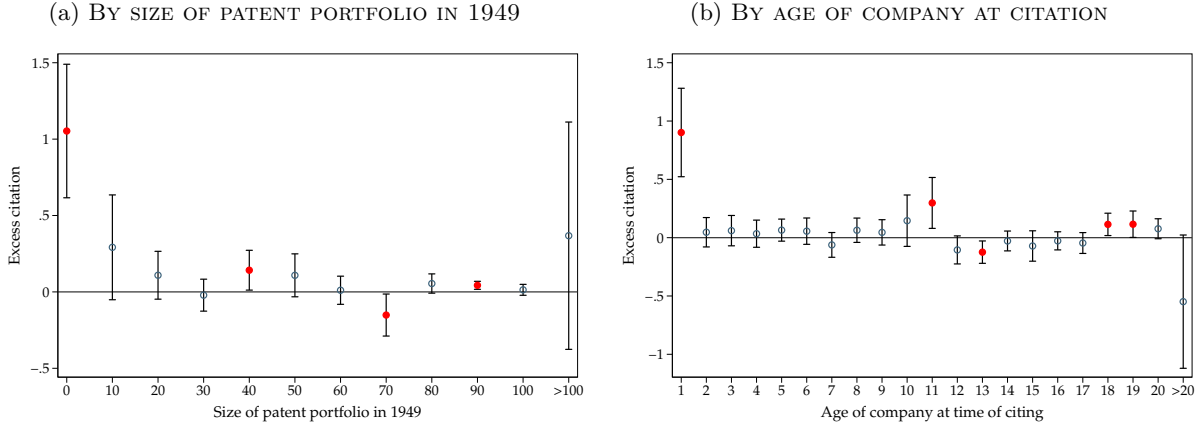 (a) By size of patent portfolio in 1949
(b) By age of company at citation
1.5
1
.5
0
-.5
Excess citation
0 10 20 30 40 50 60 70 80 90 100 >100
Size of patent portfolio in 1949
1.5
1
.5
0
-.5
-1
Excess citation
1 2 3 4 5 6 7 8 9 10 11 12 13 14 15 16 17 18 19 20 >20
Age of company at time of citing